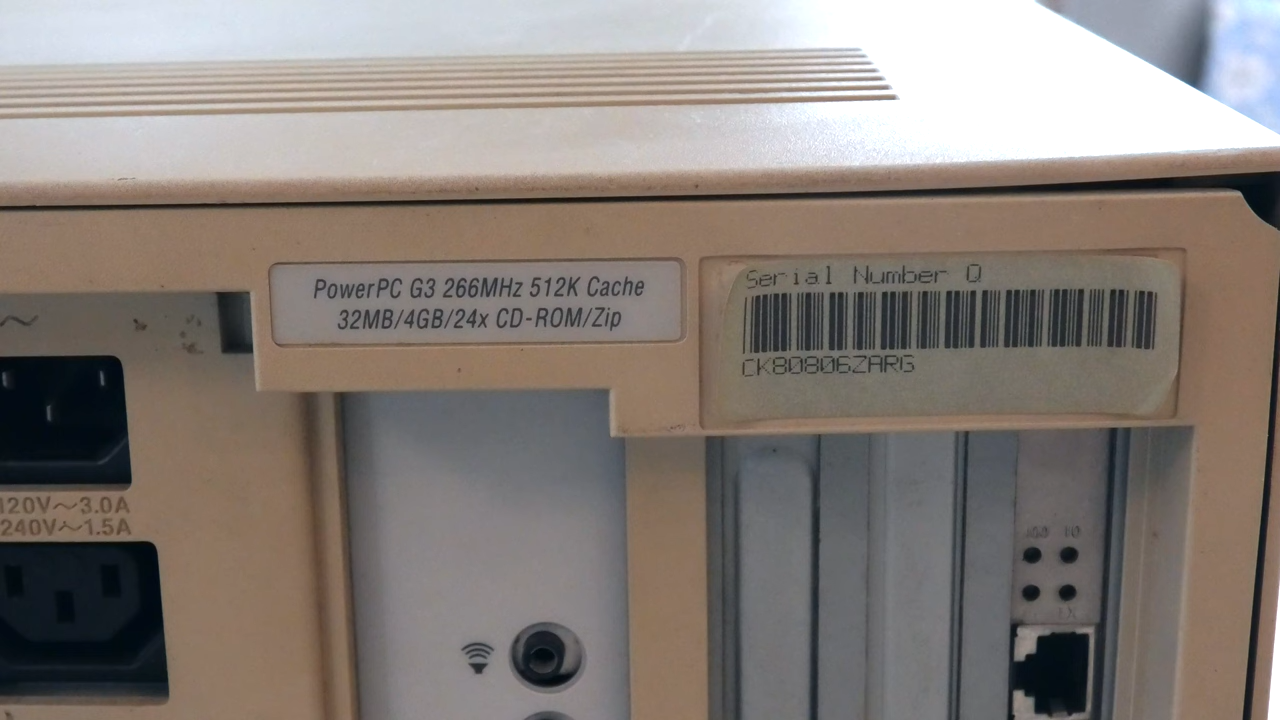 PowerPC G3 266MHz 512K Cache
32MB/4GB/24x CD-ROM/Zip
Serial Number Q
CK80806ZARG
120V~3.0A
240V~1.5A
10